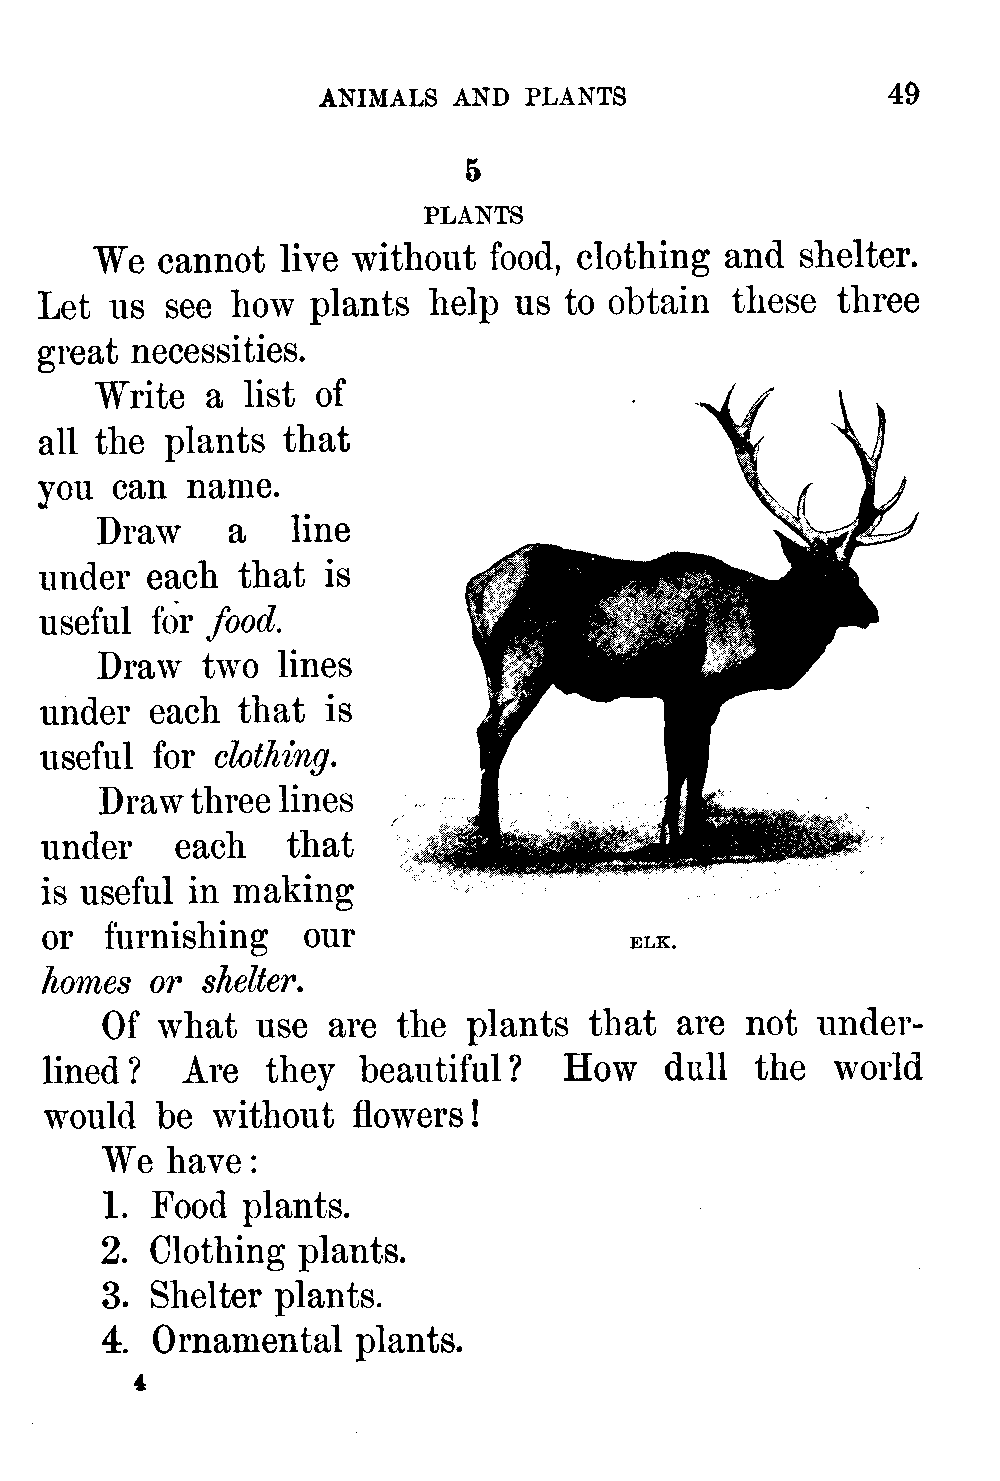 ANIMALS AND PLANTS 49
5
PLANTS
We cannot live without food, clothing and shelter.
Let us see how plants help us to obtain these three
great necessities.
Write a list of
all the plants that
you can name.
Draw a line
under each that is
useful for food.
Draw two lines
under each that is
useful for clothing.
Draw three lines
under each that
is useful in making
or furnishing our
homes or shelter.
ELK.
Of what use are the plants that are not under-
lined? Are they beautiful? How dull the world
would be without flowers!
We have:
1. Food plants.
2. Clothing plants.
3. Shelter plants.
4. Ornamental plants.
4